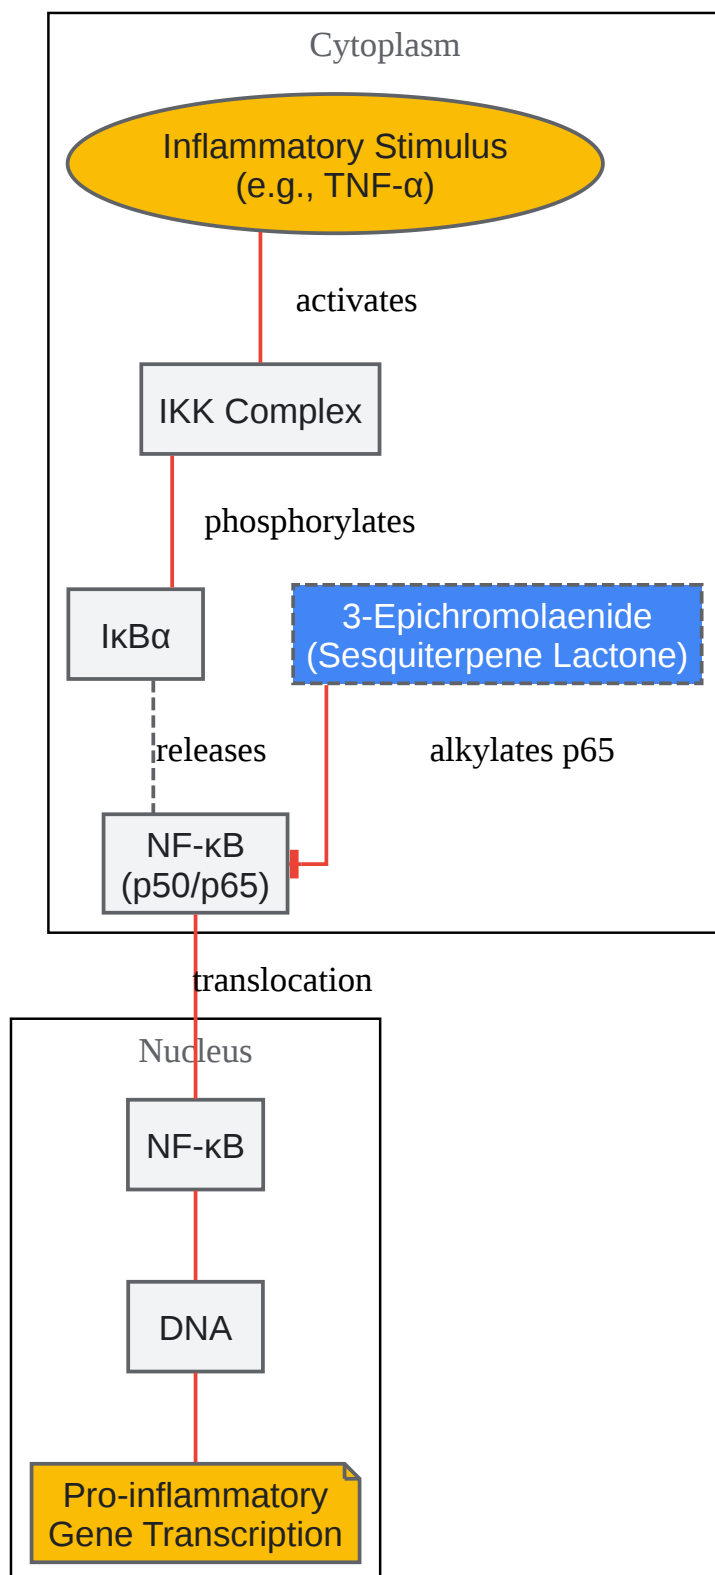 Cytoplasm
Inflammatory Stimulus
(e.g., TNF-α)
activates
IKK Complex
phosphorylates
IκBα
3-Epichromolaenide
(Sesquiterpene Lactone)
releases
alkylates p65
NF-κB
(p50/p65)
translocation
Nucleus
NF-κB
DNA
Pro-inflammatory
Gene Transcription